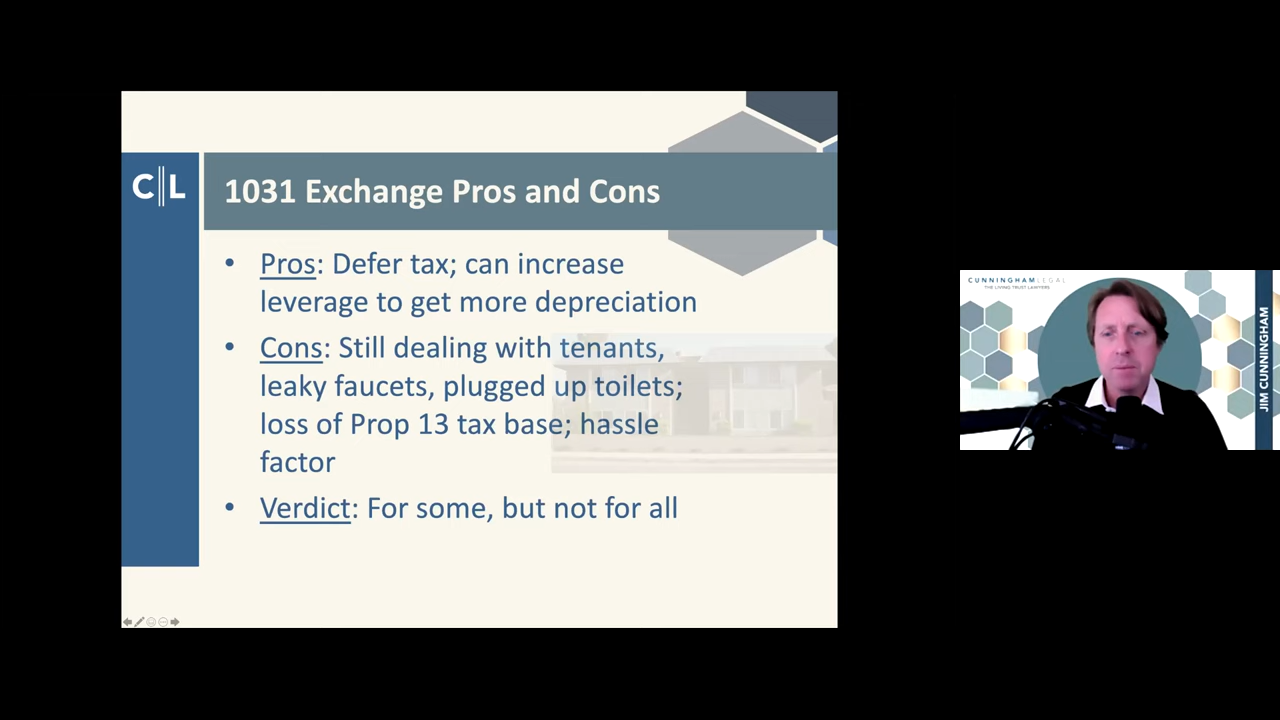 C||L
1031 Exchange Pros and Cons
• Pros: Defer tax; can increase
leverage to get more depreciation
• Cons: Still dealing with tenants,
leaky faucets, plugged up toilets;
loss of Prop 13 tax base; hassle
factor
• Verdict: For some, but not for all
CUNNINGHAMLEGAL
THE LIVING TRUST LAWYERS
JIM CUNNINGHAM